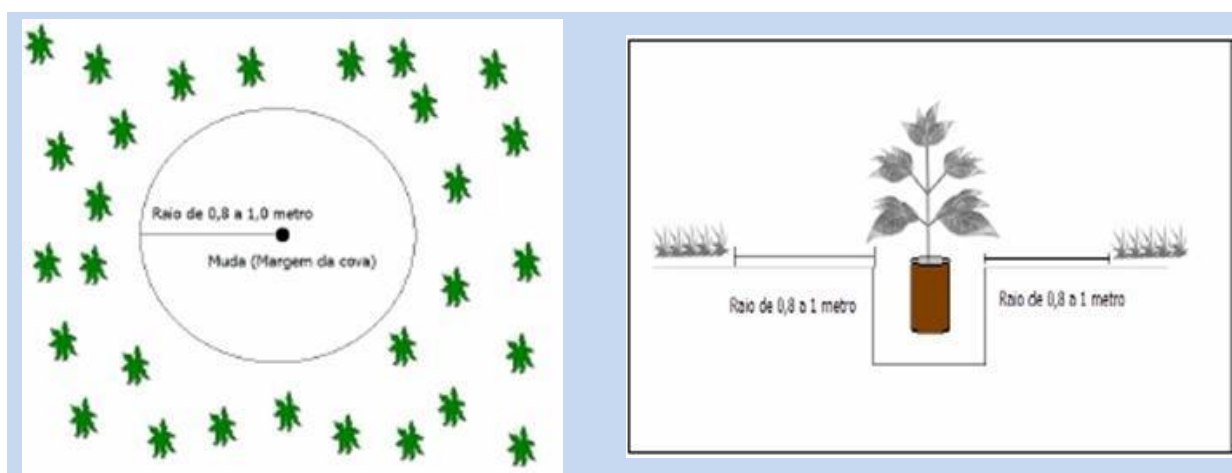 Raio de 0,8 a 1,0 metro
Muda (Margem da cova)
Raio de 0,8 a 1 metro
Raio de 0,8 a 1 metro